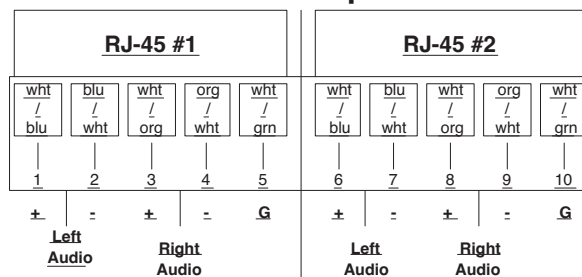 RJ-45 #1 RJ-45 #2
wht blu wht org wht wht blu wht org wht
/ / / / / / / / / /
blu wht org wht grn blu wht org wht grn
1 2 3 4 5 6 7 8 9 10
+ - + - G + - + - G
Left Audio
Right Audio
Left Audio
Right Audio